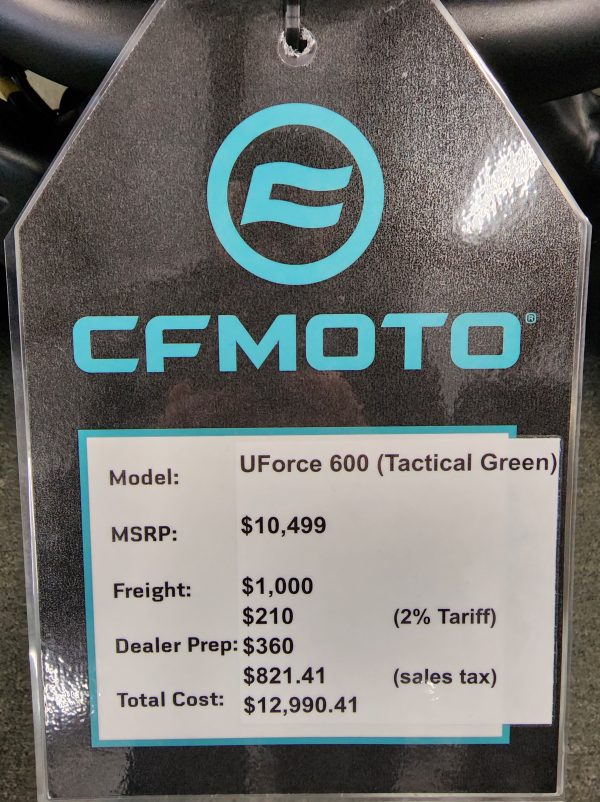 CFMOTO®
Model: UForce 600 (Tactical Green)
MSRP: $10,499
Freight: $1,000
$210 (2% Tariff)
Dealer Prep: $360
$821.41 (sales tax)
Total Cost: $12,990.41